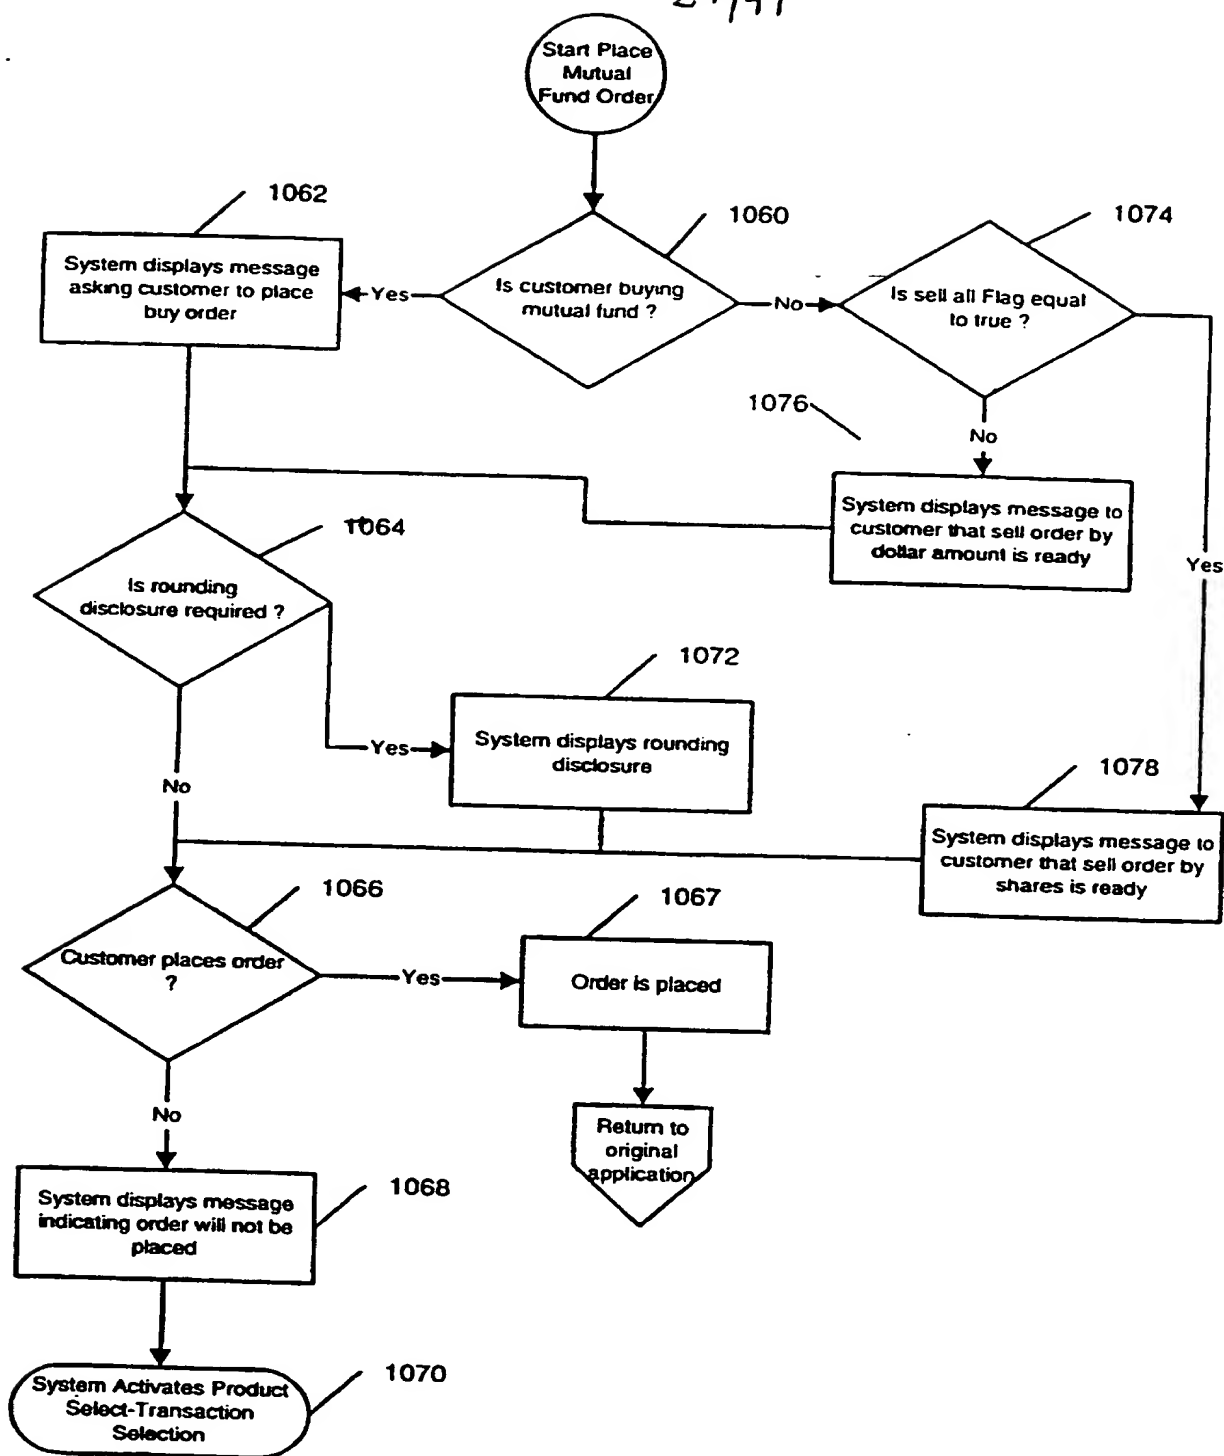 Start Place
Mutual
Fund Order
1062
1060
1074
System displays message
asking customer to place
buy order
Yes
Is customer buying
mutual fund ?
No
Is sell all Flag equal
to true ?
1076
No
System displays message to
customer that sell order by
dollar amount is ready
Yes
1064
Is rounding
disclosure required ?
1072
Yes
System displays rounding
disclosure
No
1078
System displays message to
customer that sell order by
shares is ready
1066
1067
Customer places order
?
Yes
Order is placed
No
Return to
original
application
1068
System displays message
indicating order will not be
placed
1070
System Activates Product
Select-Transaction
Selection